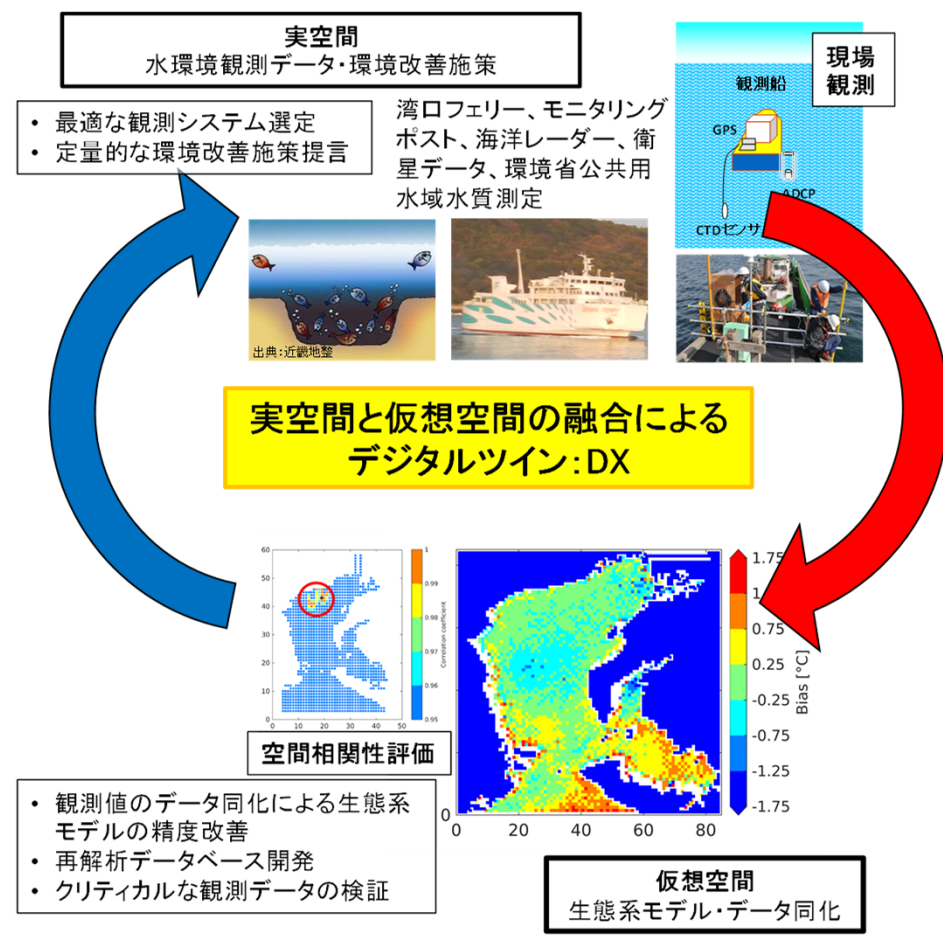 実空間
水環境観測データ・環境改善施策
• 最適な観測システム選定
• 定量的な環境改善施策提言
湾口フェリー、モニタリング
ポスト、海洋レーダー、衛
星データ、環境省公共用
水域水質測定
現場
観測
観測船
GPS
ADCP
CTDセンサ
出典：近畿地整
実空間と仮想空間の融合による
デジタルツイン：DX
60
50
40
30
20
10
0
0 10 20 30 40 50
1
0.99
0.98
0.97
0.96
0.95
Correlation coefficient
空間相関性評価
0
0 20 40 60 80
1.75
1
0.75
0.25
-0.25
-0.75
-1.25
-1.75
Bias [°C]
• 観測値のデータ同化による生態系
モデルの精度改善
• 再解析データベース開発
• クリティカルな観測データの検証
仮想空間
生態系モデル・データ同化